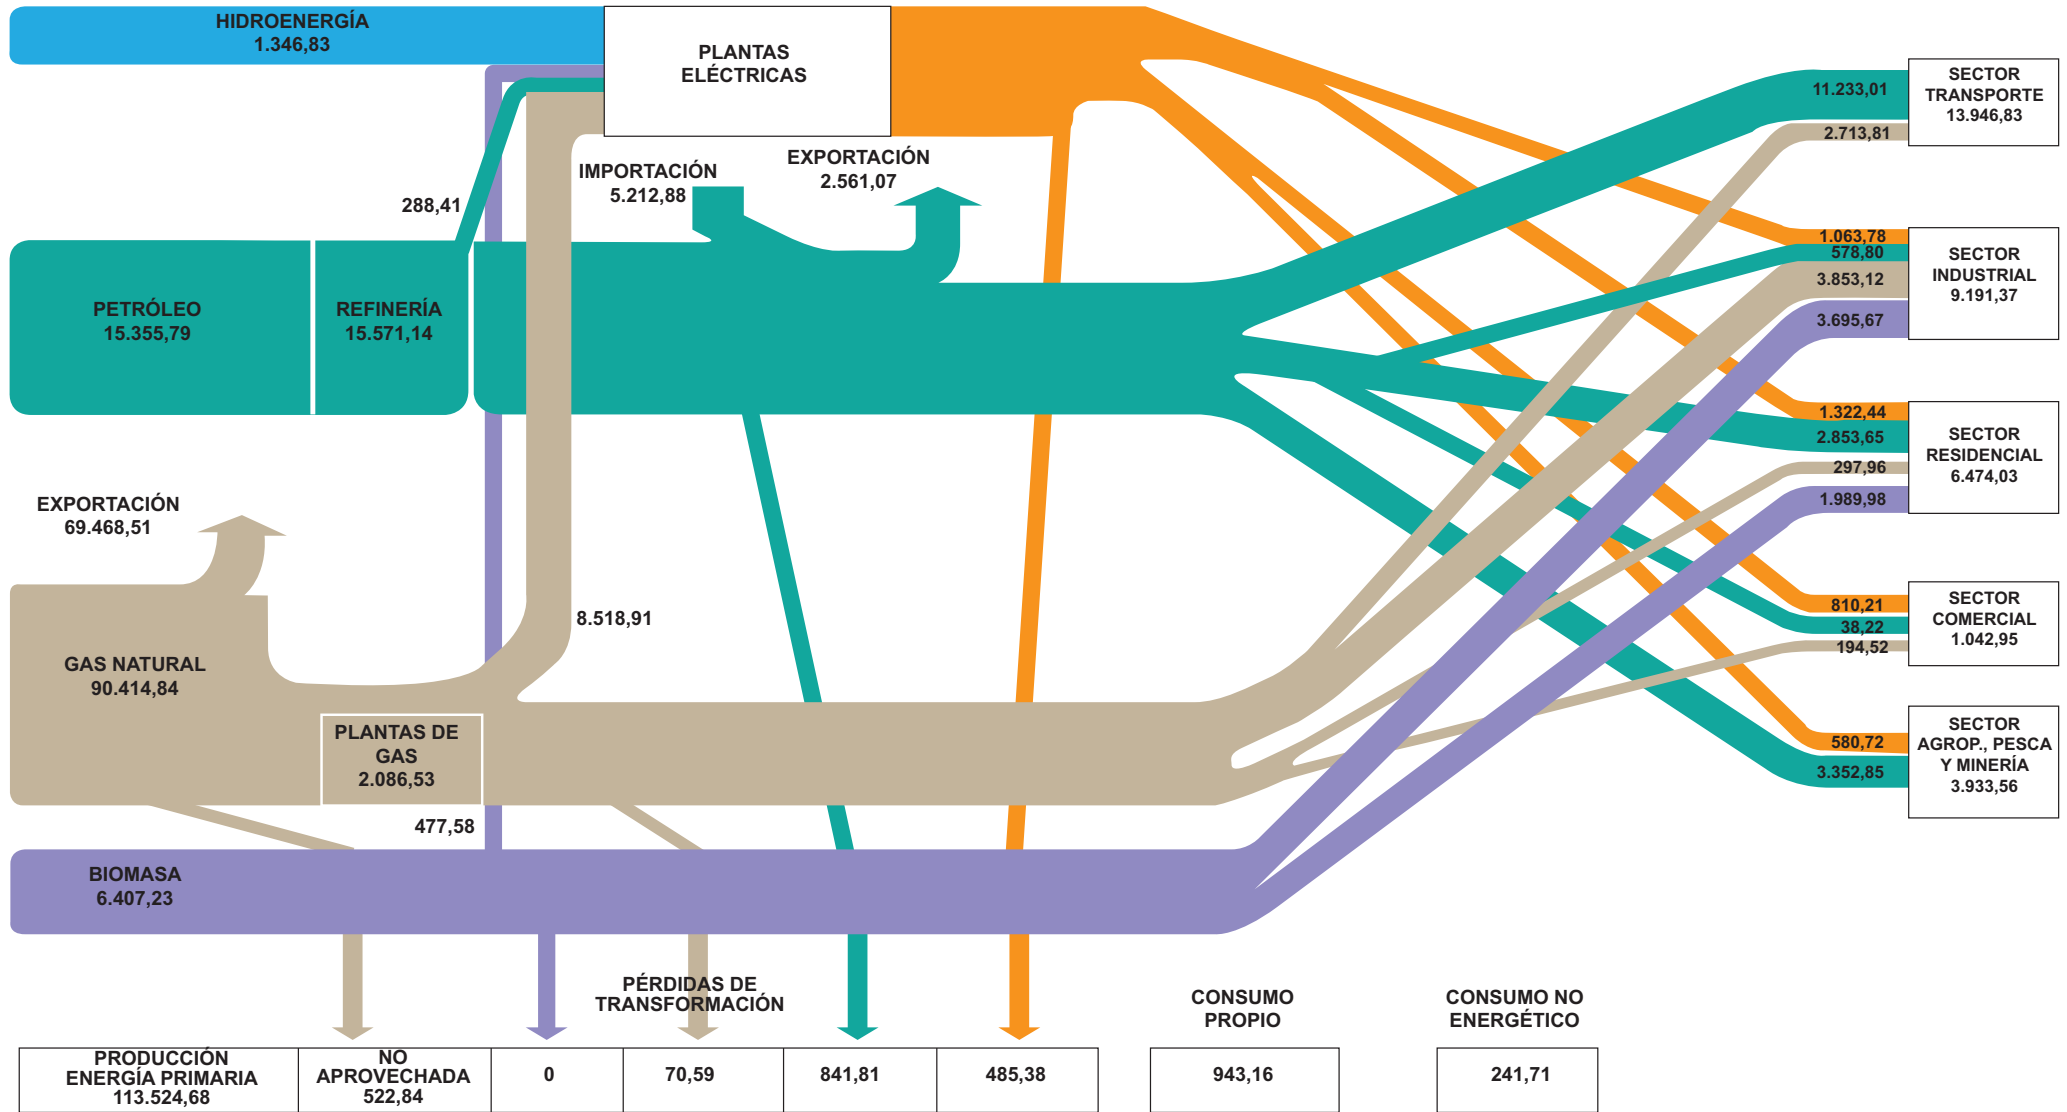 HIDROENERGÍA
1.346,83
PLANTAS
ELÉCTRICAS
288,41
IMPORTACIÓN
5.212,88
EXPORTACIÓN
2.561,07
PETRÓLEO
15.355,79
REFINERÍA
15.571,14
EXPORTACIÓN
69.468,51
GAS NATURAL
90.414,84
8.518,91
PLANTAS DE
GAS
2.086,53
477,58
BIOMASA
6.407,23
11.233,01
2.713,81
SECTOR
TRANSPORTE
13.946,83
1.063,78
578,80
3.853,12
3.695,67
SECTOR
INDUSTRIAL
9.191,37
1.322,44
2.853,65
297,96
1.989,98
SECTOR
RESIDENCIAL
6.474,03
810,21
38,22
194,52
SECTOR
COMERCIAL
1.042,95
580,72
3.352,85
SECTOR
AGROP., PESCA
Y MINERÍA
3.933,56
PÉRDIDAS DE
TRANSFORMACIÓN
CONSUMO
PROPIO
CONSUMO NO
ENERGÉTICO
PRODUCCIÓN
ENERGÍA PRIMARIA
113.524,68
NO
APROVECHADA
522,84
0
70,59
841,81
485,38
943,16
241,71